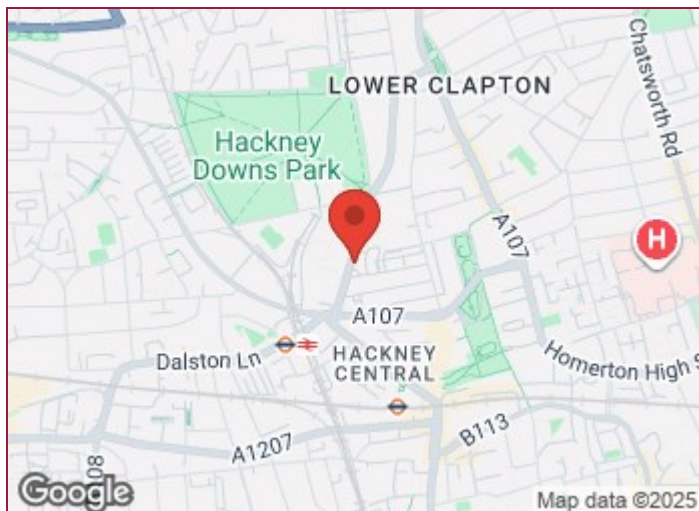 LOWER CLAPTON
Chatsworth Rd
Hackney
Downs Park
A107
H
A107
Dalston Ln
HACKNEY
CENTRAL
Homerton High S
B113
A1207
108
Google
Map data ©2025